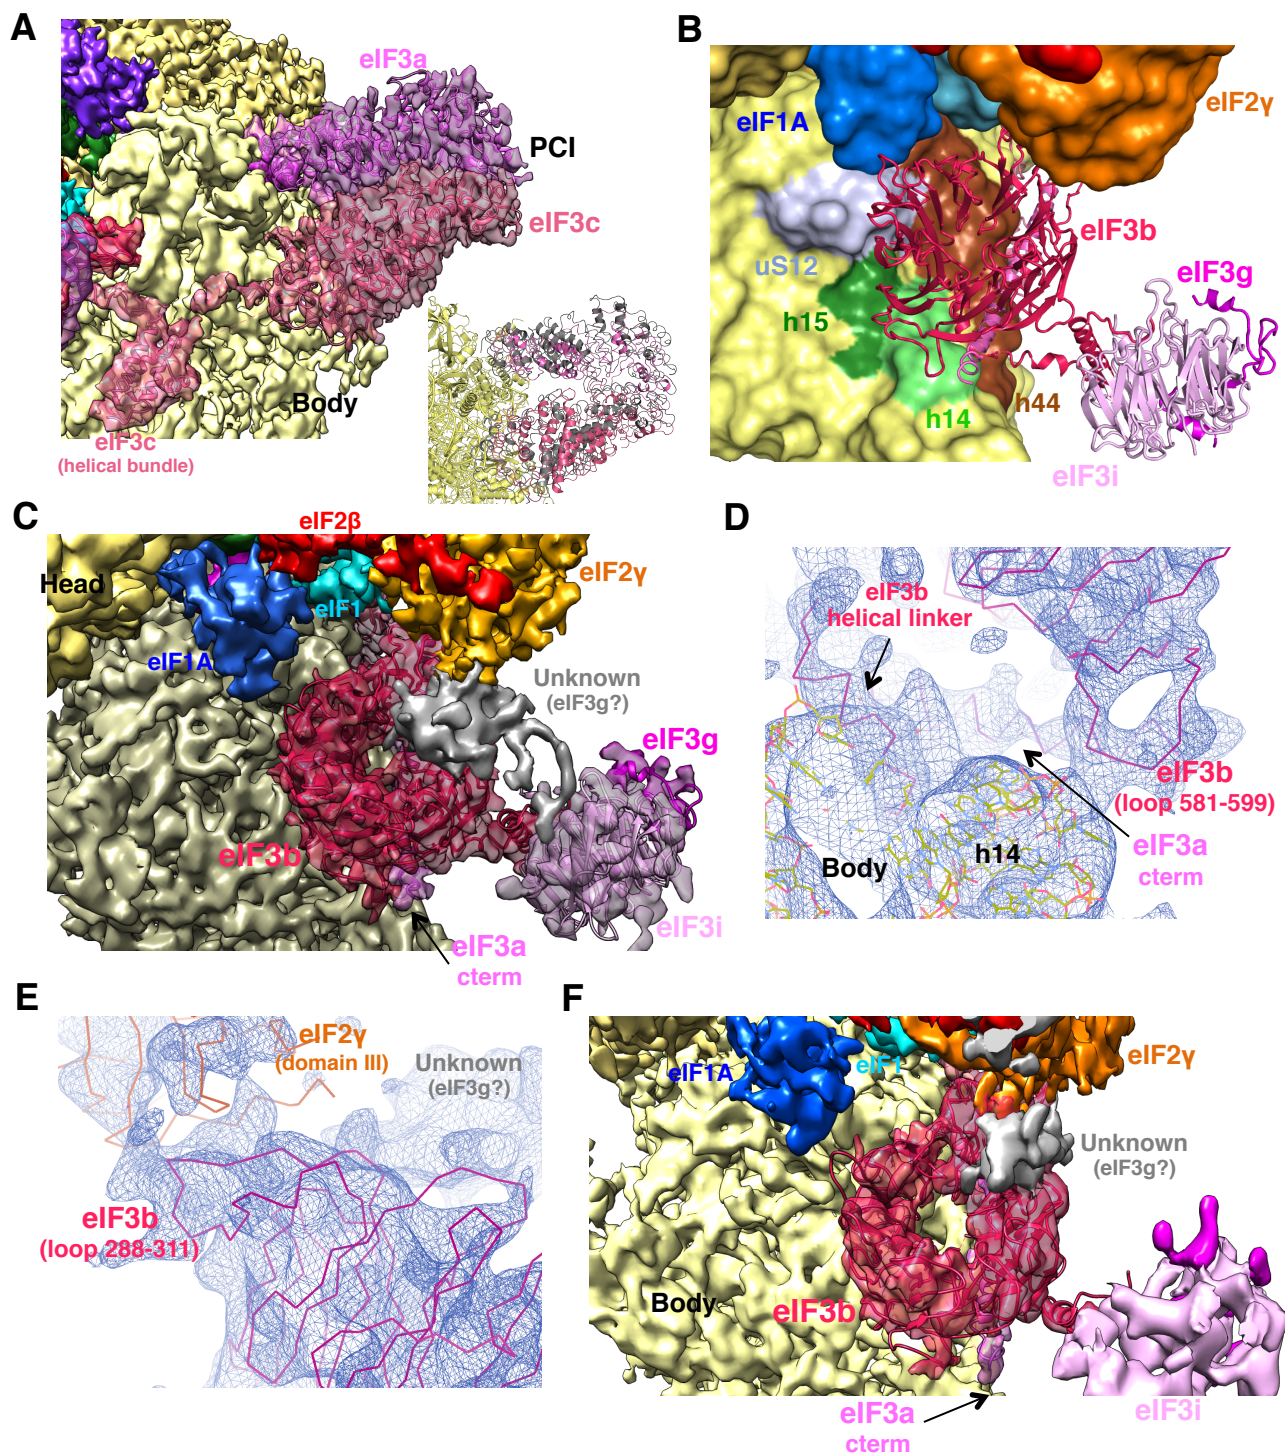 A
eIF3a
PCI
eIF3c
Body
eIF3c
(helical bundle)
B
eIF1A
eIF2γ
uS12
eIF3b
eIF3g
h15
h14
h44
eIF3i
C
eIF2β
Head
eIF2γ
eIF1
eIF1A
Unknown
(eIF3g?)
eIF3g
eIF3b
eIF3i
eIF3a
cterm
D
eIF3b
helical linker
eIF3b
(loop 581-599)
h14
Body
eIF3a
cterm
E
eIF2γ
(domain III)
Unknown
(eIF3g?)
eIF3b
(loop 288-311)
F
eIF1A
eIF1
eIF2γ
Unknown
(eIF3g?)
Body
eIF3b
eIF3a
cterm
eIF3i